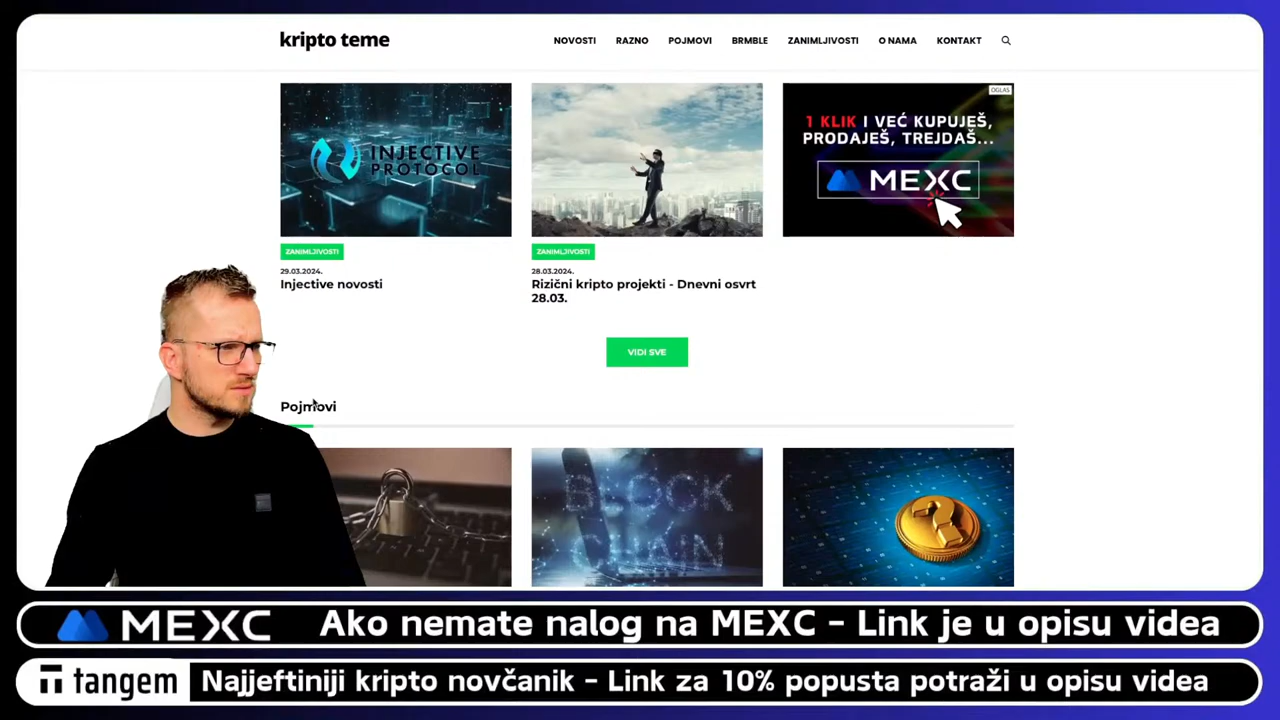 kripto teme
NOVOSTI RAZNO POJMOVI BRMBLE ZANIMLJIVOSTI O NAMA KONTAKT
INJECTIVE
PROTOCOL
OGLAS
1 KLIK I VEĆ KUPUJEŠ,
PRODAJEŠ, TREJDAŠ...
MEXC
ZANIMLJIVOSTI
29.03.2024.
Injective novosti
ZANIMLJIVOSTI
28.03.2024.
Rizični kripto projekti - Dnevni osvrt
28.03.
VIDI SVE
Pojmovi
BLOCK
CHAIN
?
MEXC Ako nemate nalog na MEXC - Link je u opisu videa
tangem Najjeftiniji kripto novčanik - Link za 10% popusta potraži u opisu videa